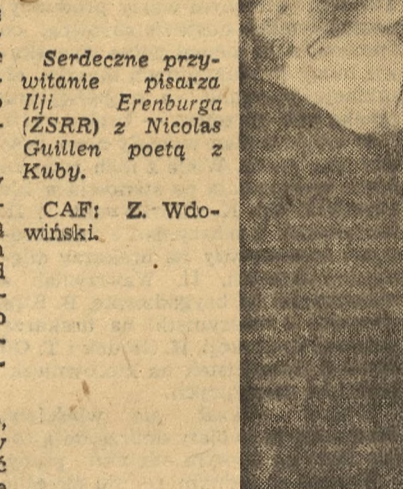 Serdeczne przy-
witanie pisarza
Ilji Erenburga
(ZSRR) z Nicolas
Guillen poetą z
Kuby.
CAF: Z. Wdo-
wiński.